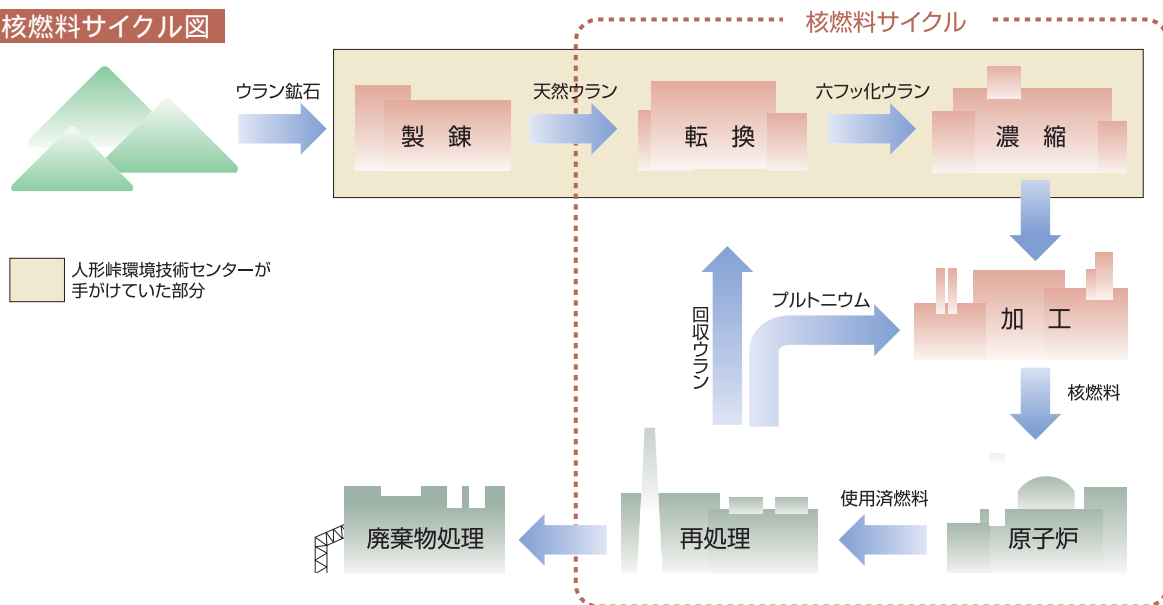 核燃料サイクル図
核燃料サイクル
ウラン鉱石
製錬
天然ウラン
転換
六フッ化ウラン
濃縮
人形峠環境技術センターが
手がけていた部分
回収ウラン
プルトニウム
加工
核燃料
廃棄物処理
再処理
使用済燃料
原子炉